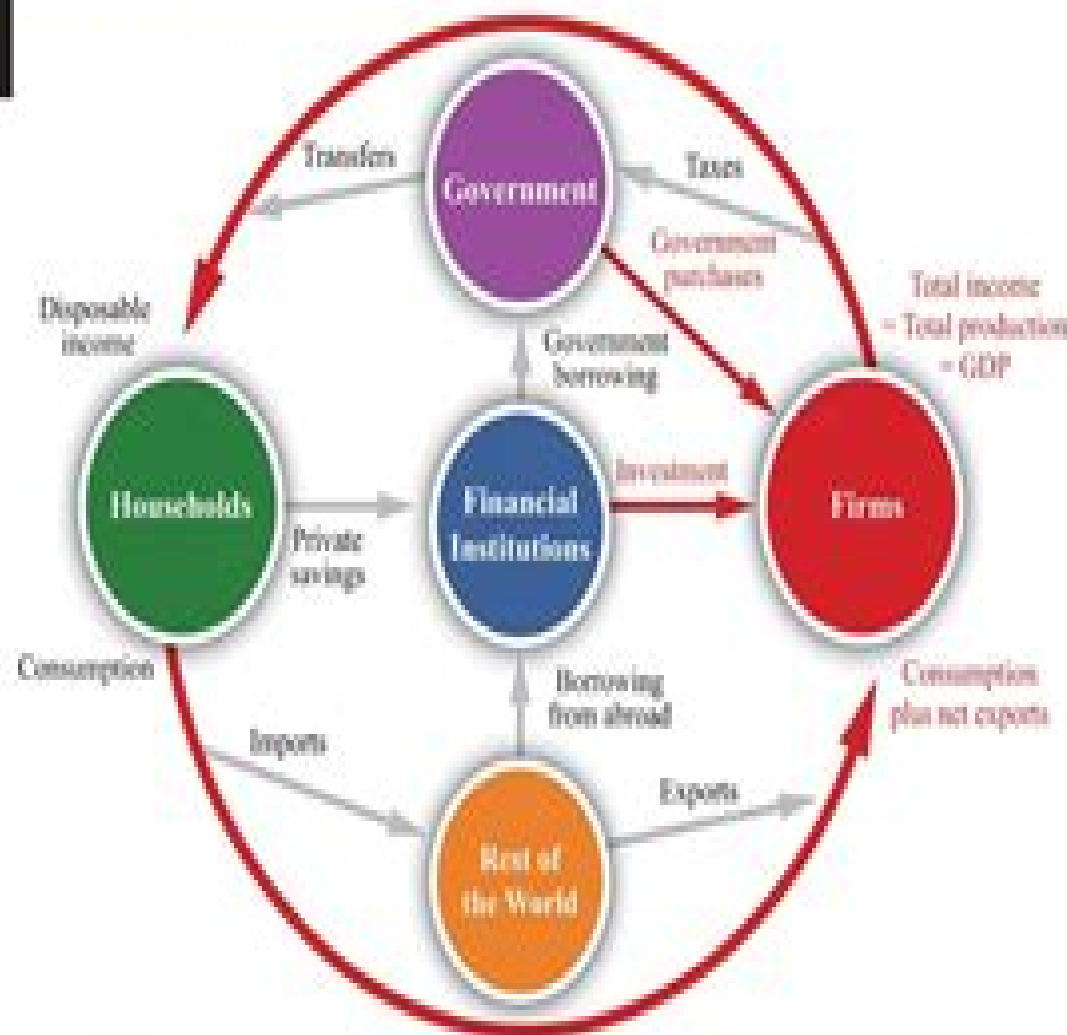 Transfers
Government
Taxes
Government
purchases
Disposable
income
Total income
= Total production
= GDP
Government
borrowing
Households
Private
savings
Financial
Institutions
Investment
Firms
Consumption
Imports
Borrowing
from abroad
Exports
Consumption
plus net exports
Rest of
the World